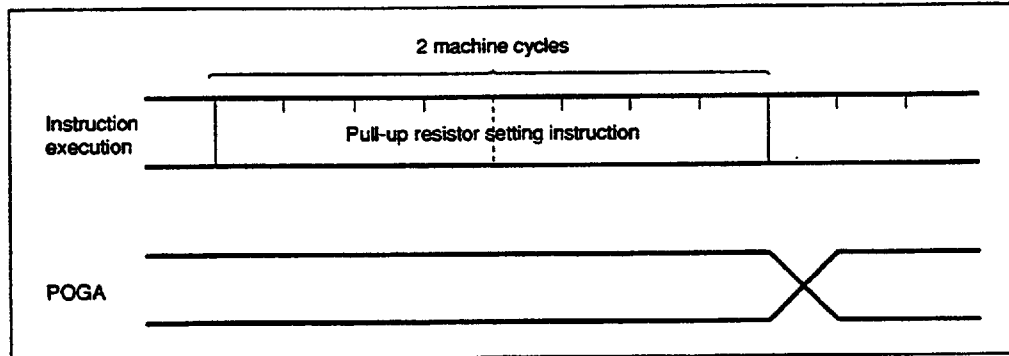 2 machine cycles
Instruction
execution
Pull-up resistor setting instruction
POGA